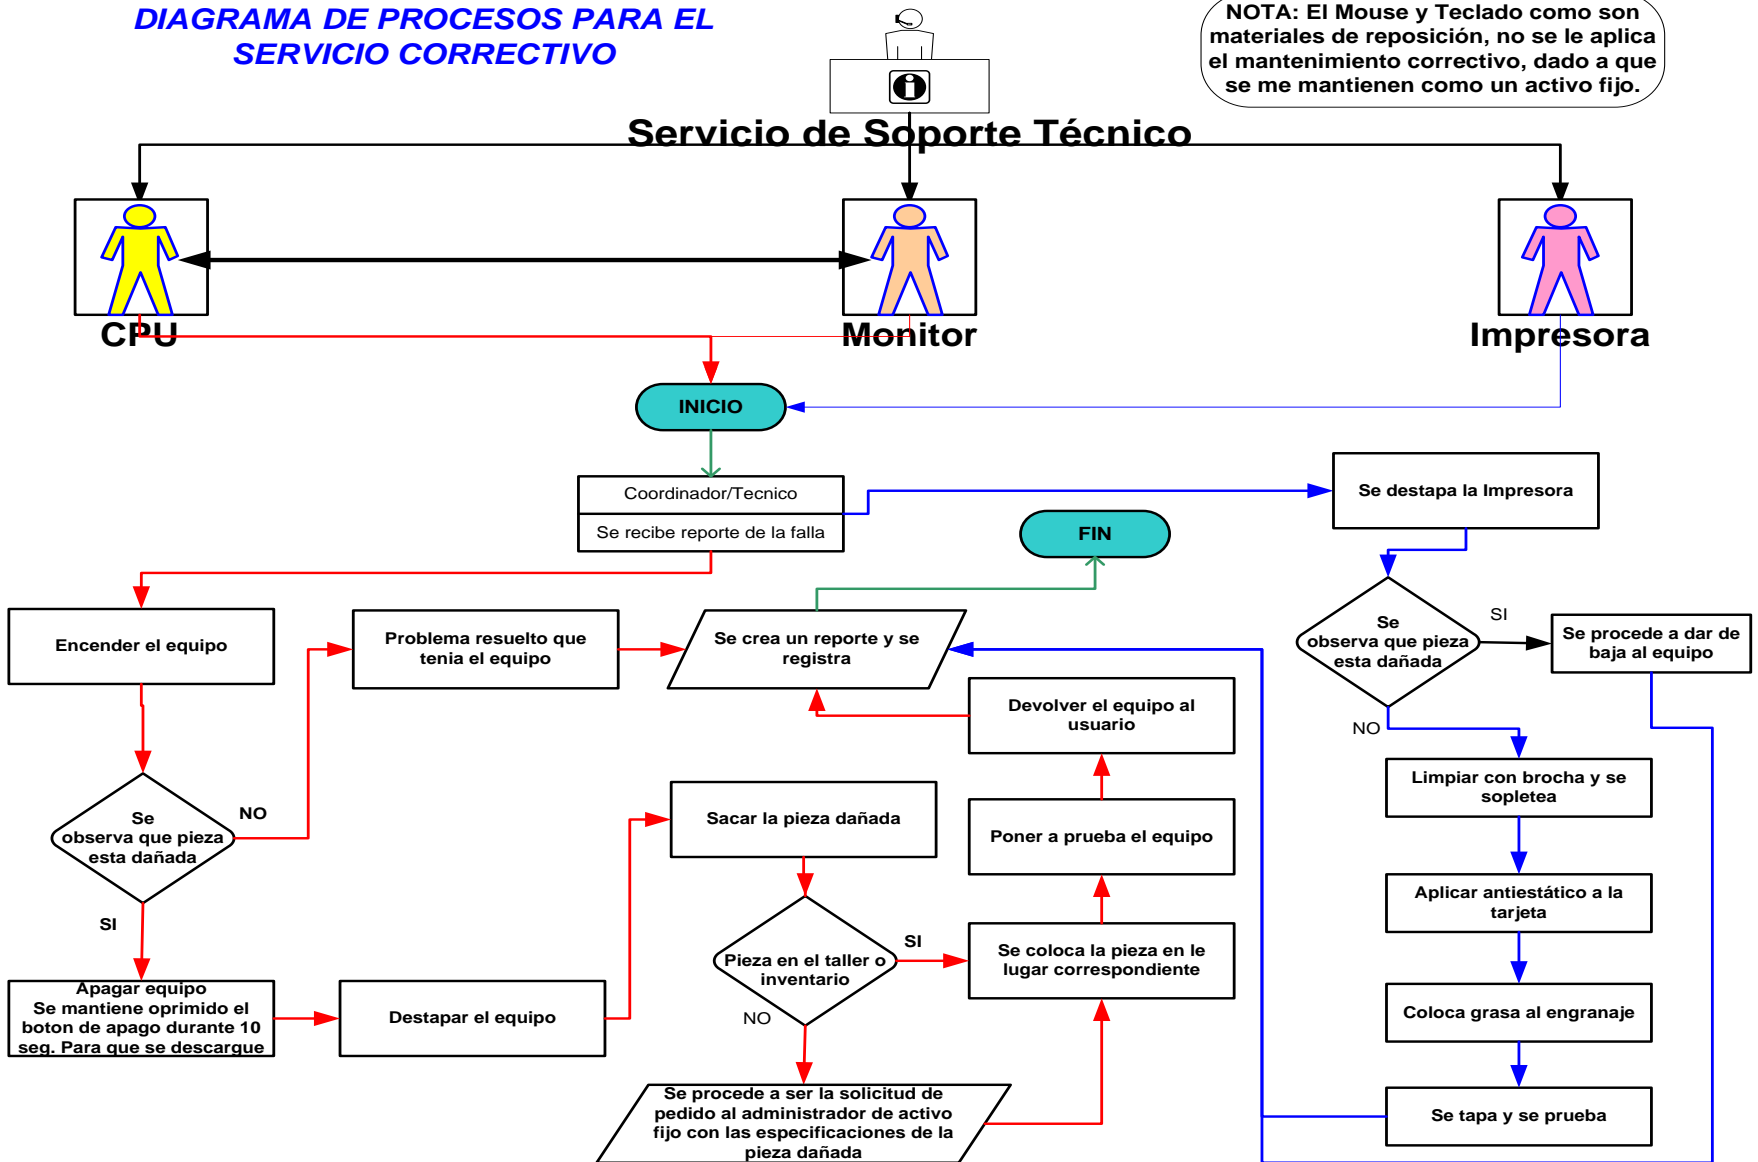 DIAGRAMA DE PROCESOS PARA EL
SERVICIO CORRECTIVO
NOTA: El Mouse y Teclado como son
materiales de reposición, no se le aplica
el mantenimiento correctivo, dado a que
se me mantienen como un activo fijo.
i
Servicio de Soporte Técnico
CPU
Monitor
Impresora
INICIO
Coordinador/Tecnico
Se recibe reporte de la falla
Se destapa la Impresora
FIN
Encender el equipo
Problema resuelto que
tenia el equipo
Se crea un reporte y se
registra
Se
observa que pieza
esta dañada
SI
Se procede a dar de
baja al equipo
Devolver el equipo al
usuario
NO
Limpiar con brocha y se
sopletea
Se
observa que pieza
esta dañada
NO
SI
Sacar la pieza dañada
Poner a prueba el equipo
Aplicar antiestático a la
tarjeta
Pieza en el taller o
inventario
SI
NO
Se coloca la pieza en le
lugar correspondiente
Apagar equipo
Se mantiene oprimido el
boton de apago durante 10
seg. Para que se descargue
Destapar el equipo
Coloca grasa al engranaje
Se procede a ser la solicitud de
pedido al administrador de activo
fijo con las especificaciones de la
pieza dañada
Se tapa y se prueba